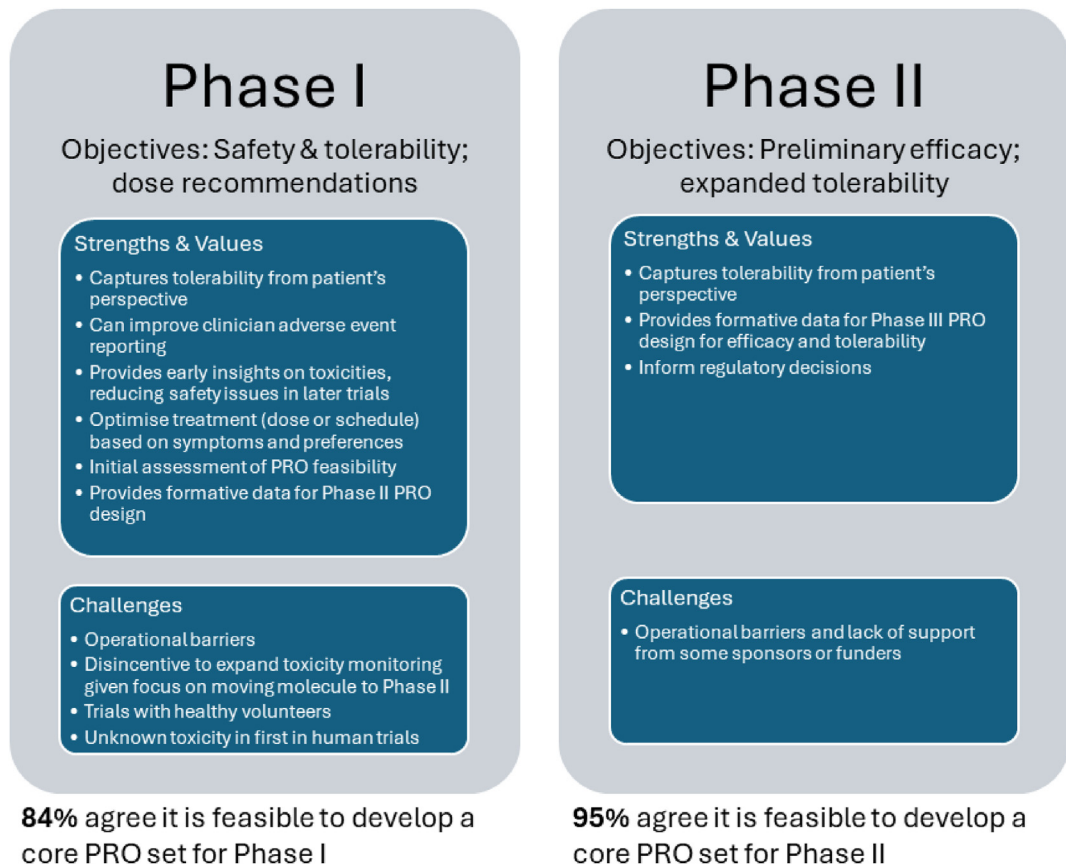 Phase I
Objectives: Safety & tolerability;
dose recommendations
Strengths & Values
• Captures tolerability from patient's
perspective
• Can improve clinician adverse event
reporting
• Provides early insights on toxicities,
reducing safety issues in later trials
• Optimise treatment (dose or schedule)
based on symptoms and preferences
• Initial assessment of PRO feasibility
• Provides formative data for Phase II PRO
design
Challenges
• Operational barriers
• Disincentive to expand toxicity monitoring
given focus on moving molecule to Phase II
• Trials with healthy volunteers
• Unknown toxicity in first in human trials
84% agree it is feasible to develop a
core PRO set for Phase I
Phase II
Objectives: Preliminary efficacy;
expanded tolerability
Strengths & Values
• Captures tolerability from patient's
perspective
• Provides formative data for Phase III PRO
design for efficacy and tolerability
• Inform regulatory decisions
Challenges
• Operational barriers and lack of support
from some sponsors or funders
95% agree it is feasible to develop a
core PRO set for Phase II